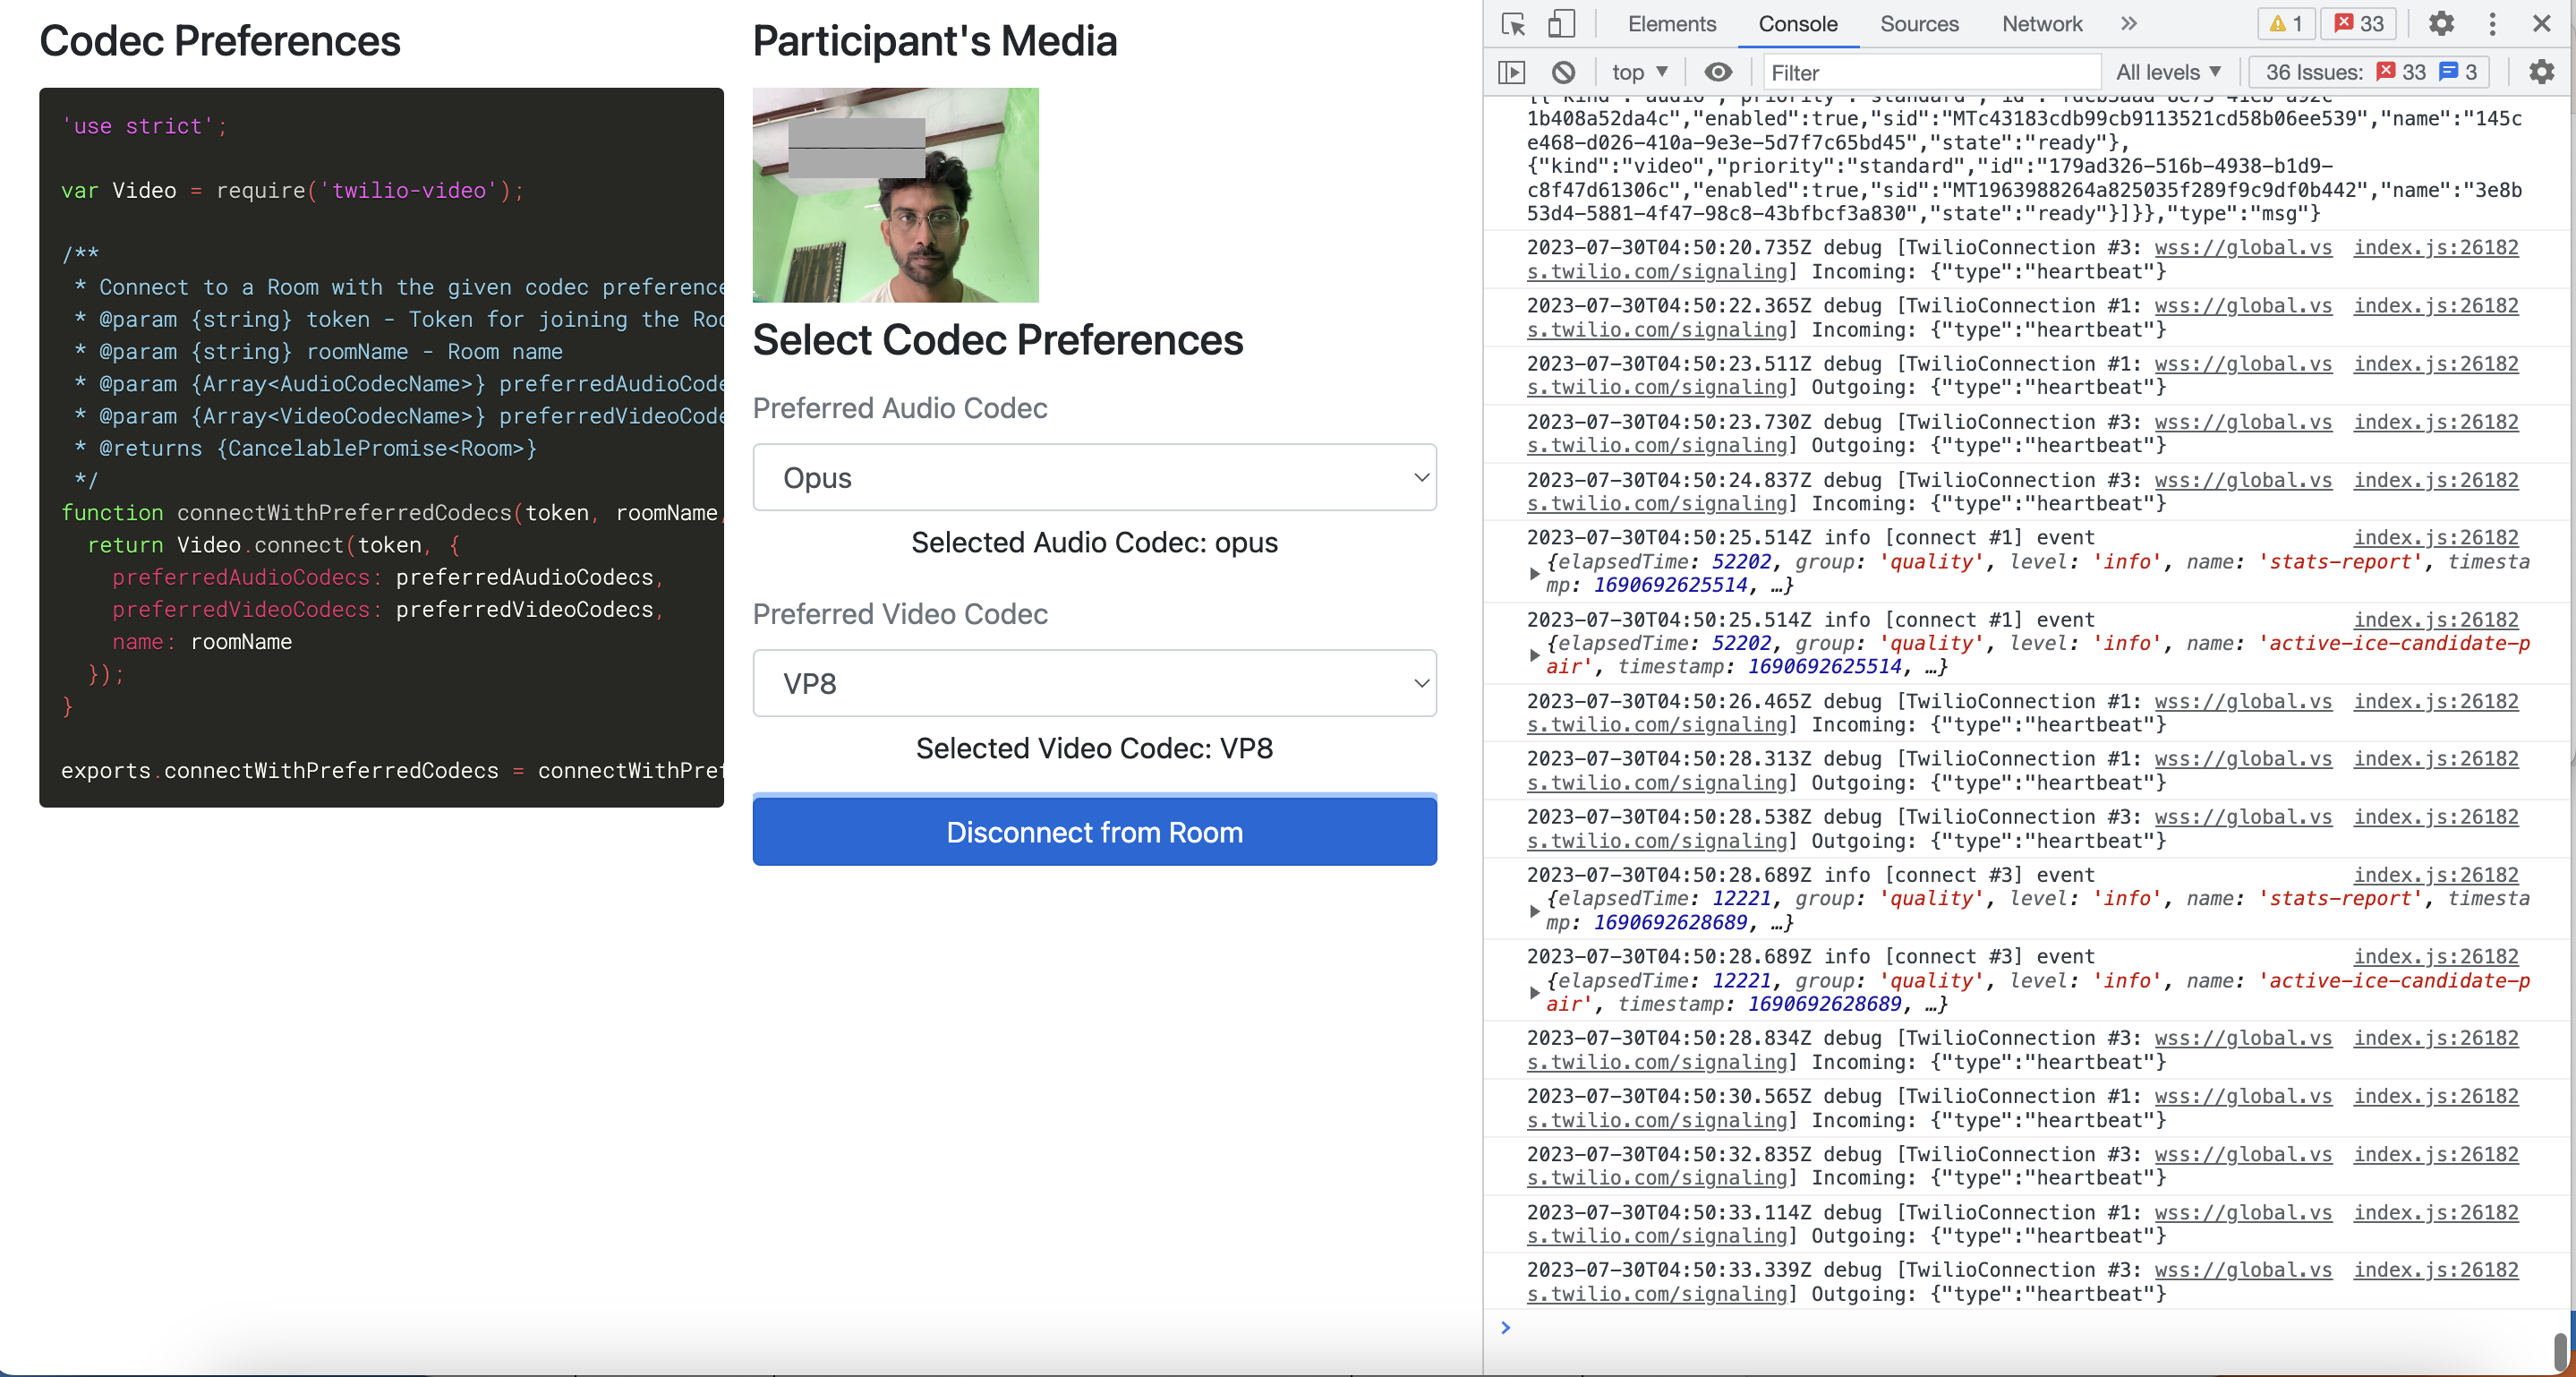 Codec Preferences
'use strict';
var Video = require('twilio-video');
/**
* Connect to a Room with the given codec preference
* @param {string} token - Token for joining the Roo
* @param {string} roomName - Room name
* @param {Array<AudioCodecName>} preferredAudioCode
* @param {Array<VideoCodecName>} preferredVideoCode
* @returns {CancelablePromise<Room>}
*/
function connectWithPreferredCodecs(token, roomName,
return Video.connect(token, {
preferredAudioCodecs: preferredAudioCodecs,
preferredVideoCodecs: preferredVideoCodecs,
name: roomName
});
}
exports.connectWithPreferredCodecs = connectWithPref
Participant's Media
Select Codec Preferences
Preferred Audio Codec
Opus
Selected Audio Codec: opus
Preferred Video Codec
VP8
Selected Video Codec: VP8
Disconnect from Room
Elements Console Sources Network 1 33
top Filter All levels 36 Issues: 33 3
1b408a52da4c","enabled":true,"sid":"MTc43183cdb99cb9113521cd58b06ee539","name":"145c
e468-d026-410a-9e3e-5d7f7c65bd45","state":"ready"},
{"kind":"video","priority":"standard","id":"179ad326-516b-4938-b1d9-
c8f47d61306c","enabled":true,"sid":"MT1963988264a825035f289f9c9df0b442","name":"3e8b
53d4-5881-4f47-98c8-43bfbcf3a830","state":"ready"}]}},"type":"msg"}
2023-07-30T04:50:20.735Z debug [TwilioConnection #3: wss://global.vs index.js:26182
s.twilio.com/signaling] Incoming: {"type":"heartbeat"}
2023-07-30T04:50:22.365Z debug [TwilioConnection #1: wss://global.vs index.js:26182
s.twilio.com/signaling] Incoming: {"type":"heartbeat"}
2023-07-30T04:50:23.511Z debug [TwilioConnection #1: wss://global.vs index.js:26182
s.twilio.com/signaling] Outgoing: {"type":"heartbeat"}
2023-07-30T04:50:23.730Z debug [TwilioConnection #3: wss://global.vs index.js:26182
s.twilio.com/signaling] Outgoing: {"type":"heartbeat"}
2023-07-30T04:50:24.837Z debug [TwilioConnection #3: wss://global.vs index.js:26182
s.twilio.com/signaling] Incoming: {"type":"heartbeat"}
2023-07-30T04:50:25.514Z info [connect #1] event index.js:26182
{elapsedTime: 52202, group: 'quality', level: 'info', name: 'stats-report', timesta
mp: 1690692625514, …}
2023-07-30T04:50:25.514Z info [connect #1] event index.js:26182
{elapsedTime: 52202, group: 'quality', level: 'info', name: 'active-ice-candidate-p
air', timestamp: 1690692625514, …}
2023-07-30T04:50:26.465Z debug [TwilioConnection #1: wss://global.vs index.js:26182
s.twilio.com/signaling] Incoming: {"type":"heartbeat"}
2023-07-30T04:50:28.313Z debug [TwilioConnection #1: wss://global.vs index.js:26182
s.twilio.com/signaling] Outgoing: {"type":"heartbeat"}
2023-07-30T04:50:28.538Z debug [TwilioConnection #3: wss://global.vs index.js:26182
s.twilio.com/signaling] Outgoing: {"type":"heartbeat"}
2023-07-30T04:50:28.689Z info [connect #3] event index.js:26182
{elapsedTime: 12221, group: 'quality', level: 'info', name: 'stats-report', timesta
mp: 1690692628689, …}
2023-07-30T04:50:28.689Z info [connect #3] event index.js:26182
{elapsedTime: 12221, group: 'quality', level: 'info', name: 'active-ice-candidate-p
air', timestamp: 1690692628689, …}
2023-07-30T04:50:28.834Z debug [TwilioConnection #3: wss://global.vs index.js:26182
s.twilio.com/signaling] Incoming: {"type":"heartbeat"}
2023-07-30T04:50:30.565Z debug [TwilioConnection #1: wss://global.vs index.js:26182
s.twilio.com/signaling] Incoming: {"type":"heartbeat"}
2023-07-30T04:50:32.835Z debug [TwilioConnection #3: wss://global.vs index.js:26182
s.twilio.com/signaling] Incoming: {"type":"heartbeat"}
2023-07-30T04:50:33.114Z debug [TwilioConnection #1: wss://global.vs index.js:26182
s.twilio.com/signaling] Outgoing: {"type":"heartbeat"}
2023-07-30T04:50:33.339Z debug [TwilioConnection #3: wss://global.vs index.js:26182
s.twilio.com/signaling] Outgoing: {"type":"heartbeat"}